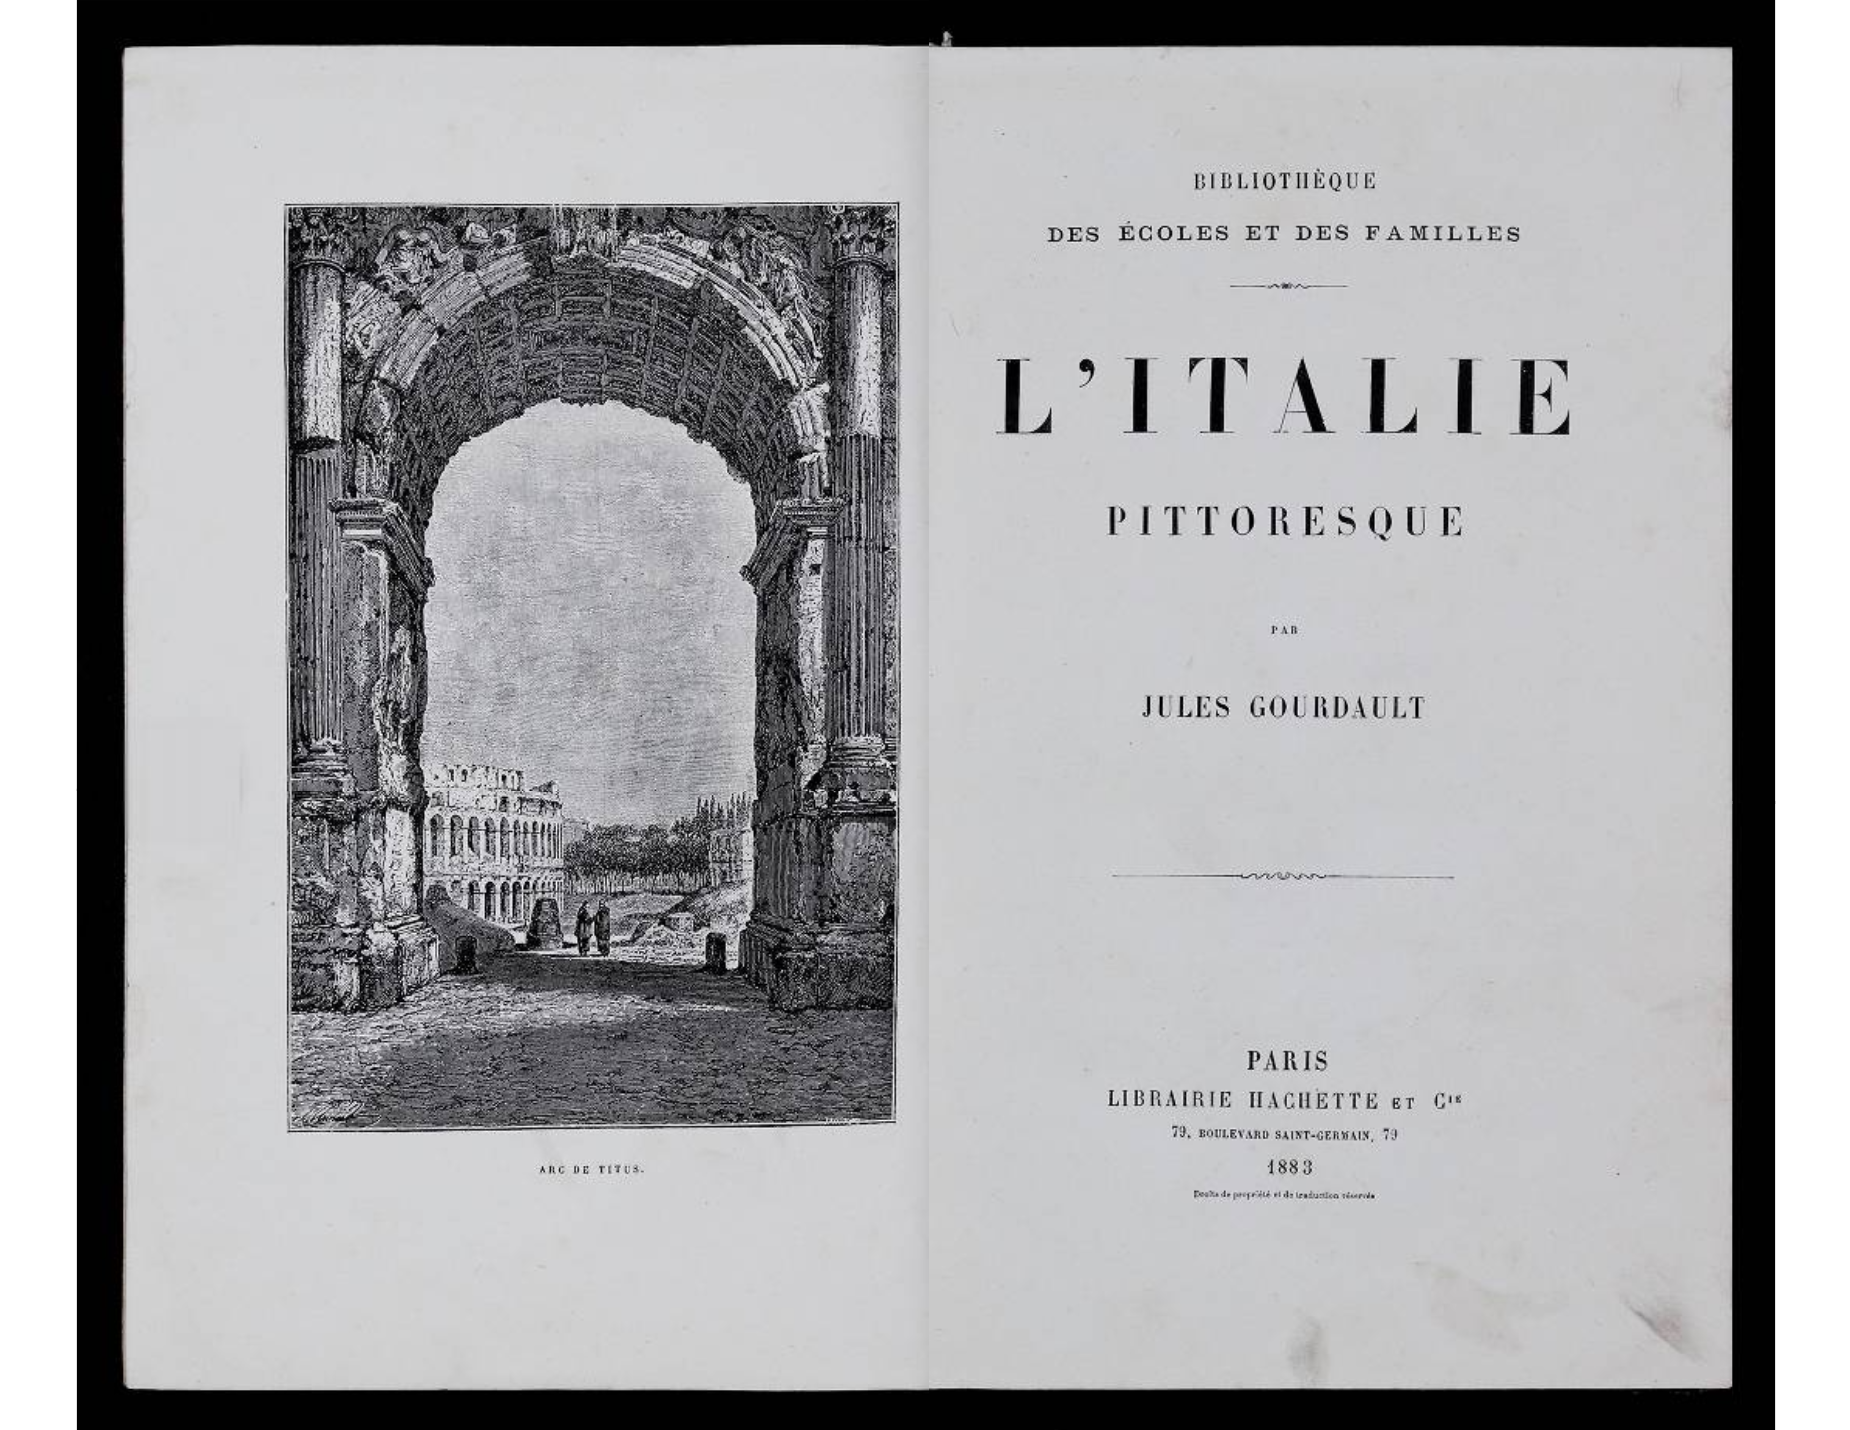 ARC DE TITUS.
BIBLIOTHÈQUE
DES ÉCOLES ET DES FAMILLES
L'ITALIE
PITTORESQUE
PAR
JULES GOURDAULT
PARIS
LIBRAIRIE HACHETTE ET Cᴵᴱ
79, BOULEVARD SAINT-GERMAIN, 79
1883
Droits de propriété et de traduction réservés